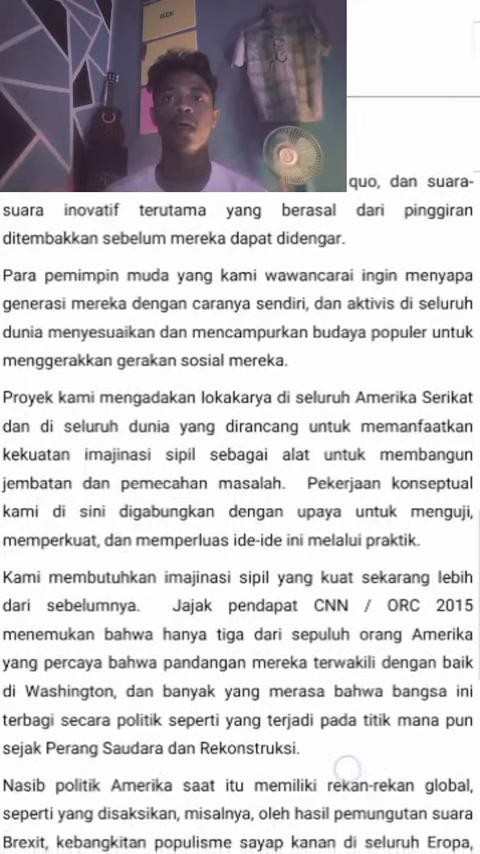 quo, dan suara-
suara inovatif terutama yang berasal dari pinggiran
ditembakkan sebelum mereka dapat didengar.
Para pemimpin muda yang kami wawancarai ingin menyapa
generasi mereka dengan caranya sendiri, dan aktivis di seluruh
dunia menyesuaikan dan mencampurkan budaya populer untuk
menggerakkan gerakan sosial mereka.
Proyek kami mengadakan lokakarya di seluruh Amerika Serikat
dan di seluruh dunia yang dirancang untuk memanfaatkan
kekuatan imajinasi sipil sebagai alat untuk membangun
jembatan dan pemecahan masalah. Pekerjaan konseptual
kami di sini digabungkan dengan upaya untuk menguji,
memperkuat, dan memperluas ide-ide ini melalui praktik.
Kami membutuhkan imajinasi sipil yang kuat sekarang lebih
dari sebelumnya. Jajak pendapat CNN / ORC 2015
menemukan bahwa hanya tiga dari sepuluh orang Amerika
yang percaya bahwa pandangan mereka terwakili dengan baik
di Washington, dan banyak yang merasa bahwa bangsa ini
terbagi secara politik seperti yang terjadi pada titik mana pun
sejak Perang Saudara dan Rekonstruksi.
Nasib politik Amerika saat itu memiliki rekan-rekan global,
seperti yang disaksikan, misalnya, oleh hasil pemungutan suara
Brexit, kebangkitan populisme sayap kanan di seluruh Eropa,